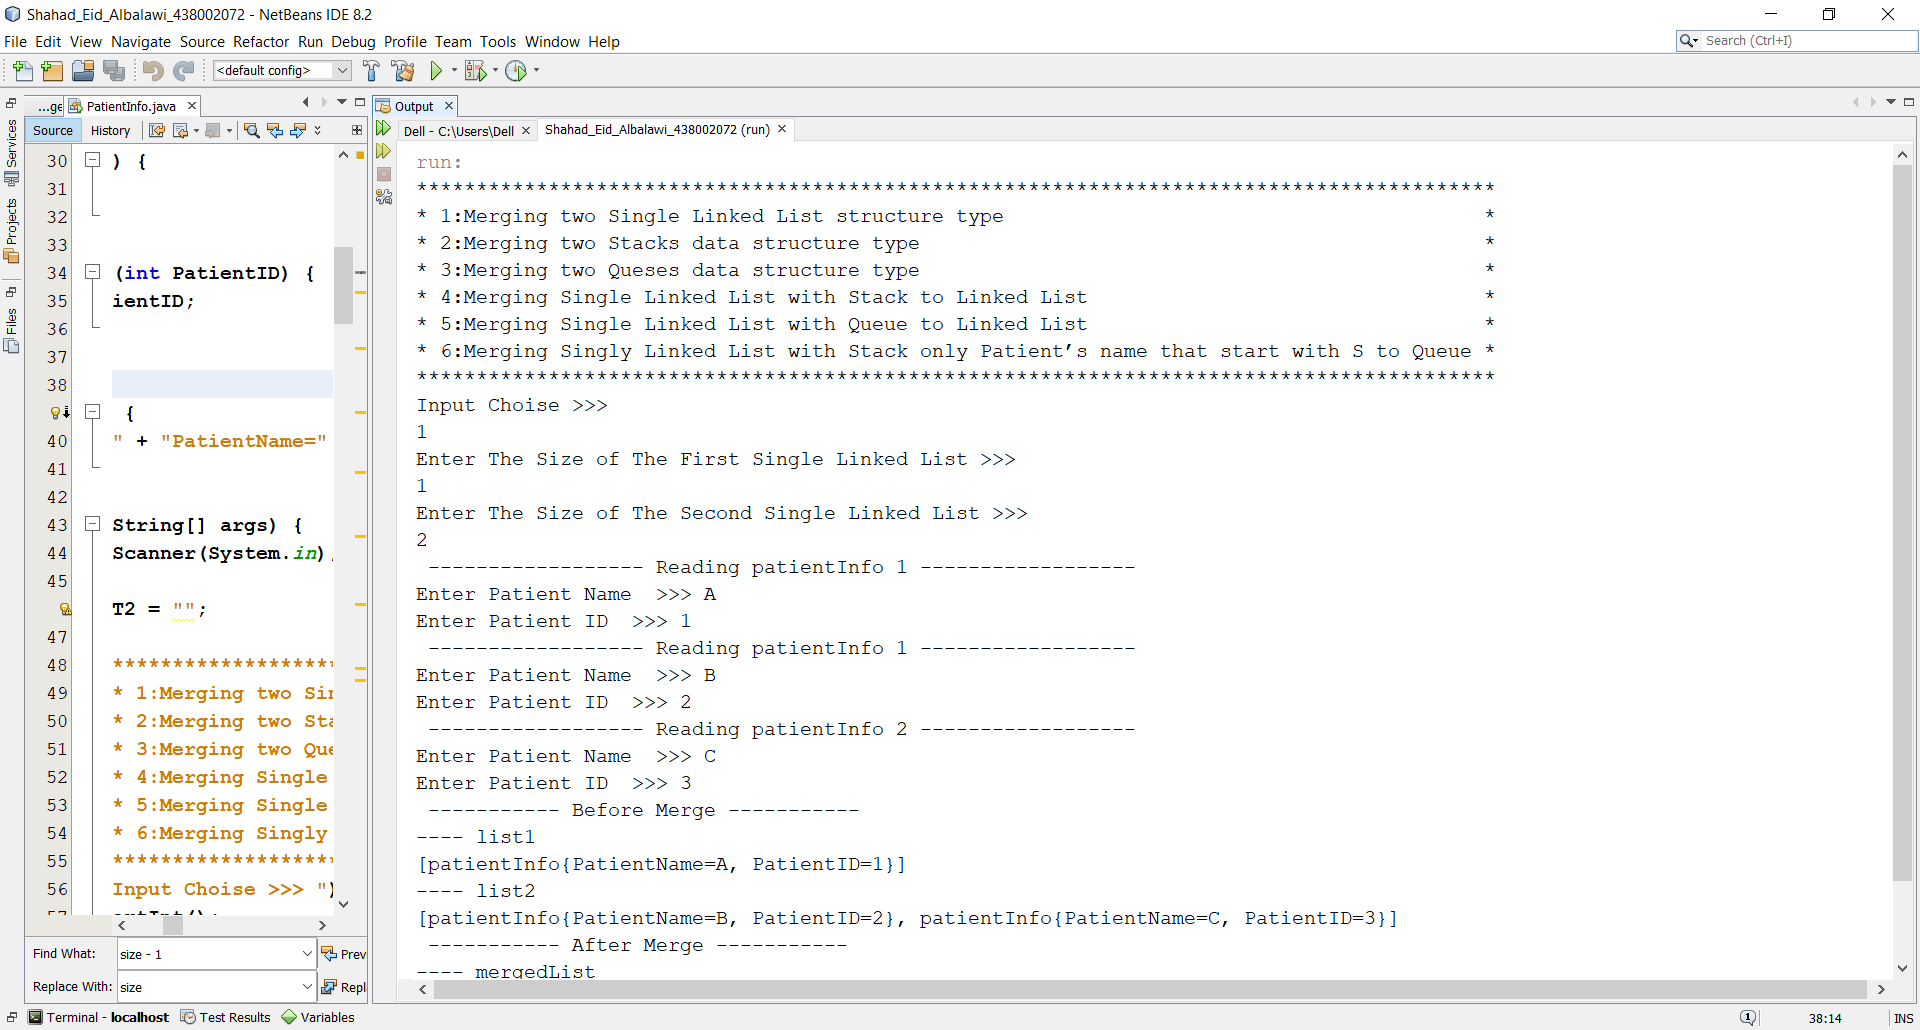 Shahad_Eid_Albalawi_438002072 - NetBeans IDE 8.2
File Edit View Navigate Source Refactor Run Debug Profile Team Tools Window Help
Search (Ctrl+I)
<default config>
...ge PatientInfo.java
Source History
Services
Projects
Files
30 ) {
31
32
33
34 (int PatientID) {
35 ientID;
36
37
38
{
40 " + "PatientName="
41
42
43 String[] args) {
44 Scanner(System.in)
45
T2 = "";
47
48 *******************
49 * 1:Merging two Sin
50 * 2:Merging two Sta
51 * 3:Merging two Que
52 * 4:Merging Single
53 * 5:Merging Single
54 * 6:Merging Singly
55 *******************
56 Input Choise >>> ")
Find What: size - 1 Prev
Replace With: size Repl
Output
Dell - C:\Users\Dell Shahad_Eid_Albalawi_438002072 (run)
run:
******************************************************************************************
* 1:Merging two Single Linked List structure type *
* 2:Merging two Stacks data structure type *
* 3:Merging two Queses data structure type *
* 4:Merging Single Linked List with Stack to Linked List *
* 5:Merging Single Linked List with Queue to Linked List *
* 6:Merging Singly Linked List with Stack only Patient’s name that start with S to Queue *
******************************************************************************************
Input Choise >>>
1
Enter The Size of The First Single Linked List >>>
1
Enter The Size of The Second Single Linked List >>>
2
------------------ Reading patientInfo 1 ------------------
Enter Patient Name  >>> A
Enter Patient ID  >>> 1
------------------ Reading patientInfo 1 ------------------
Enter Patient Name  >>> B
Enter Patient ID  >>> 2
------------------ Reading patientInfo 2 ------------------
Enter Patient Name  >>> C
Enter Patient ID  >>> 3
----------- Before Merge -----------
---- list1
[patientInfo{PatientName=A, PatientID=1}]
---- list2
[patientInfo{PatientName=B, PatientID=2}, patientInfo{PatientName=C, PatientID=3}]
----------- After Merge -----------
---- mergedList
Terminal - localhost Test Results Variables
1 38:14 INS